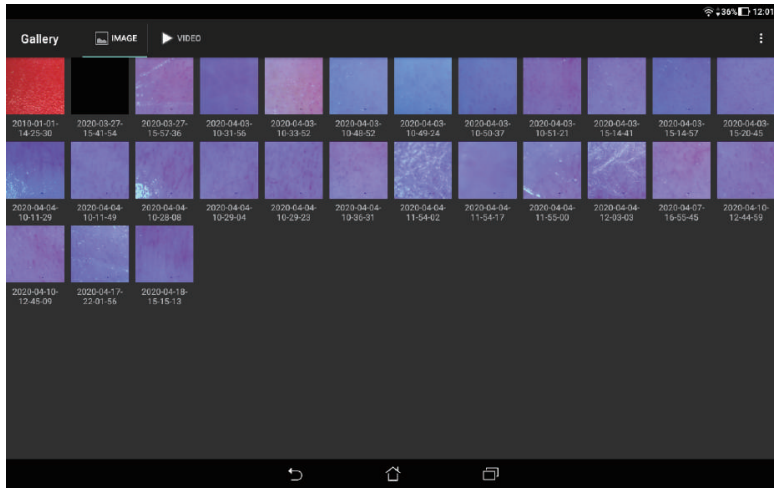 36% 12:01
Gallery IMAGE VIDEO
2010-01-01- 2020-03-27- 2020-03-27- 2020-04-03- 2020-04-03- 2020-04-03- 2020-04-03- 2020-04-03- 2020-04-03- 2020-04-03- 2020-04-03- 2020-04-03-
14-25-30 15-41-54 15-57-36 10-31-56 10-33-52 10-48-52 10-49-24 10-50-37 10-51-21 15-14-41 15-14-57 15-20-45
2020-04-04- 2020-04-04- 2020-04-04- 2020-04-04- 2020-04-04- 2020-04-04- 2020-04-04- 2020-04-04- 2020-04-04- 2020-04-04- 2020-04-07- 2020-04-10-
10-11-29 10-11-49 10-28-08 10-29-04 10-29-23 10-36-31 11-54-02 11-54-17 11-55-00 12-03-03 16-55-45 12-44-59
2020-04-10- 2020-04-17- 2020-04-18-
12-45-09 22-01-56 15-15-13